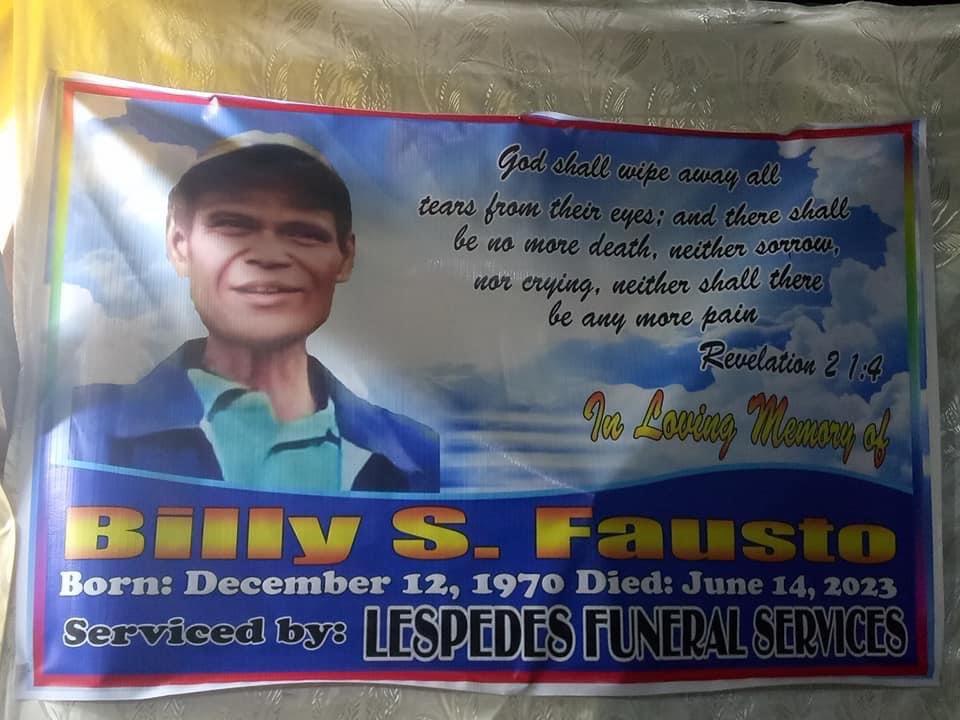 God shall wipe away all
tears from their eyes; and there shall
be no more death, neither sorrow,
nor crying, neither shall there
be any more pain
Revelation 2 1:4
In Loving Memory of
Billy S. Fausto
Born: December 12, 1970 Died: June 14, 2023
Serviced by: LESPEDES FUNERAL SERVICES